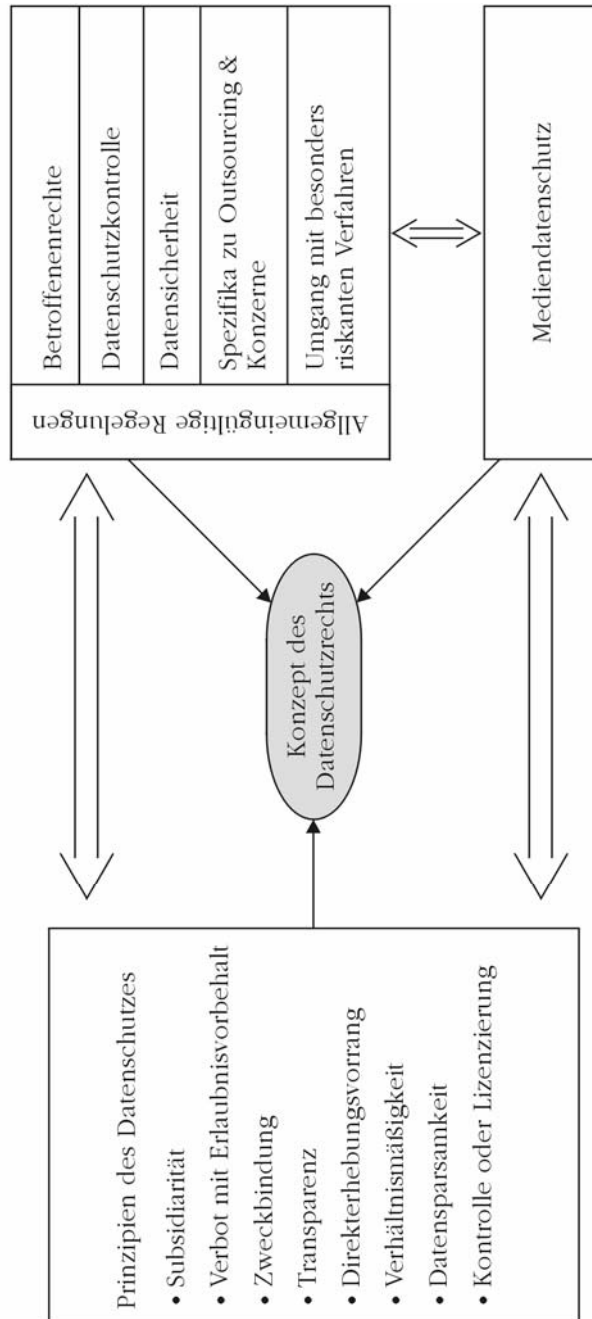 Prinzipien des Datenschutzes
• Subsidiarität
• Verbot mit Erlaubnisvorbehalt
• Zweckbindung
• Transparenz
• Direkterhebungsvorrang
• Verhältnismäßigkeit
• Datensparsamkeit
• Kontrolle oder Lizenzierung
Konzept des
Datenschutzrechts
Allgemeingültige Regelungen
Betroffenenrechte
Datenschutzkontrolle
Datensicherheit
Spezifika zu Outsourcing &
Konzerne
Umgang mit besonders
riskanten Verfahren
Mediendatenschutz